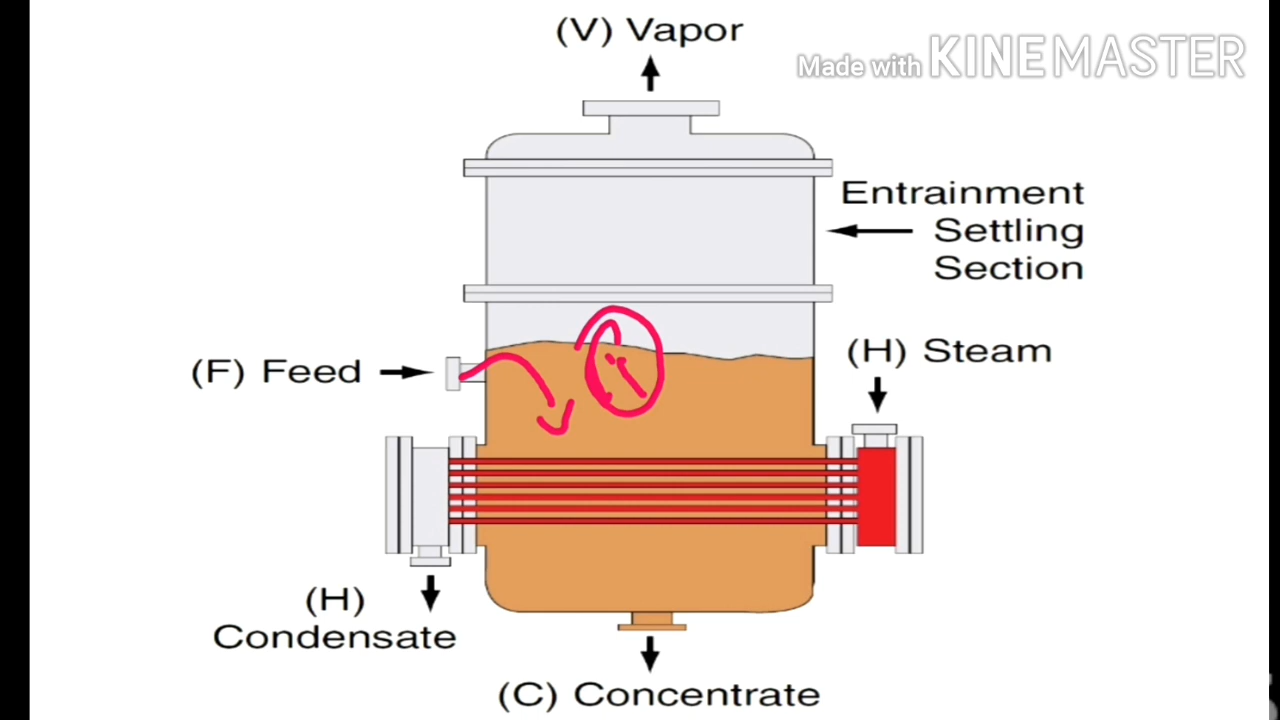 (V) Vapor
Made with KINEMASTER
Entrainment
Settling
Section
(F) Feed
(H) Steam
(H)
Condensate
(C) Concentrate